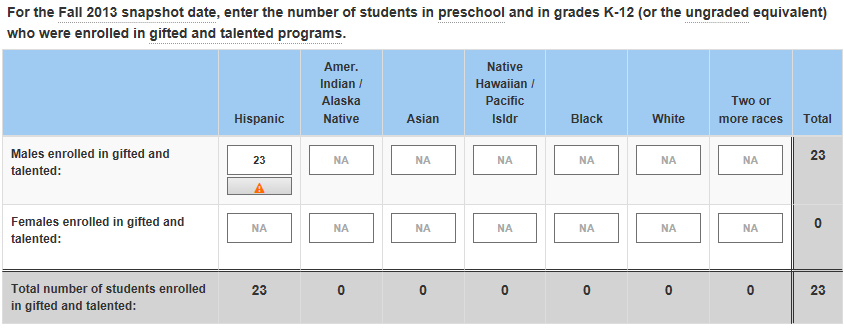 For the Fall 2013 snapshot date, enter the number of students in preschool and in grades K-12 (or the ungraded equivalent)
who were enrolled in gifted and talented programs.
Hispanic
Amer.
Indian /
Alaska
Native
Asian
Native
Hawaiian /
Pacific
Isldr
Black
White
Two or
more races
Total
Males enrolled in gifted and
talented:
23 NA NA NA NA NA NA 23
Females enrolled in gifted and
talented:
NA NA NA NA NA NA NA 0
Total number of students enrolled
in gifted and talented:
23 0 0 0 0 0 0 23